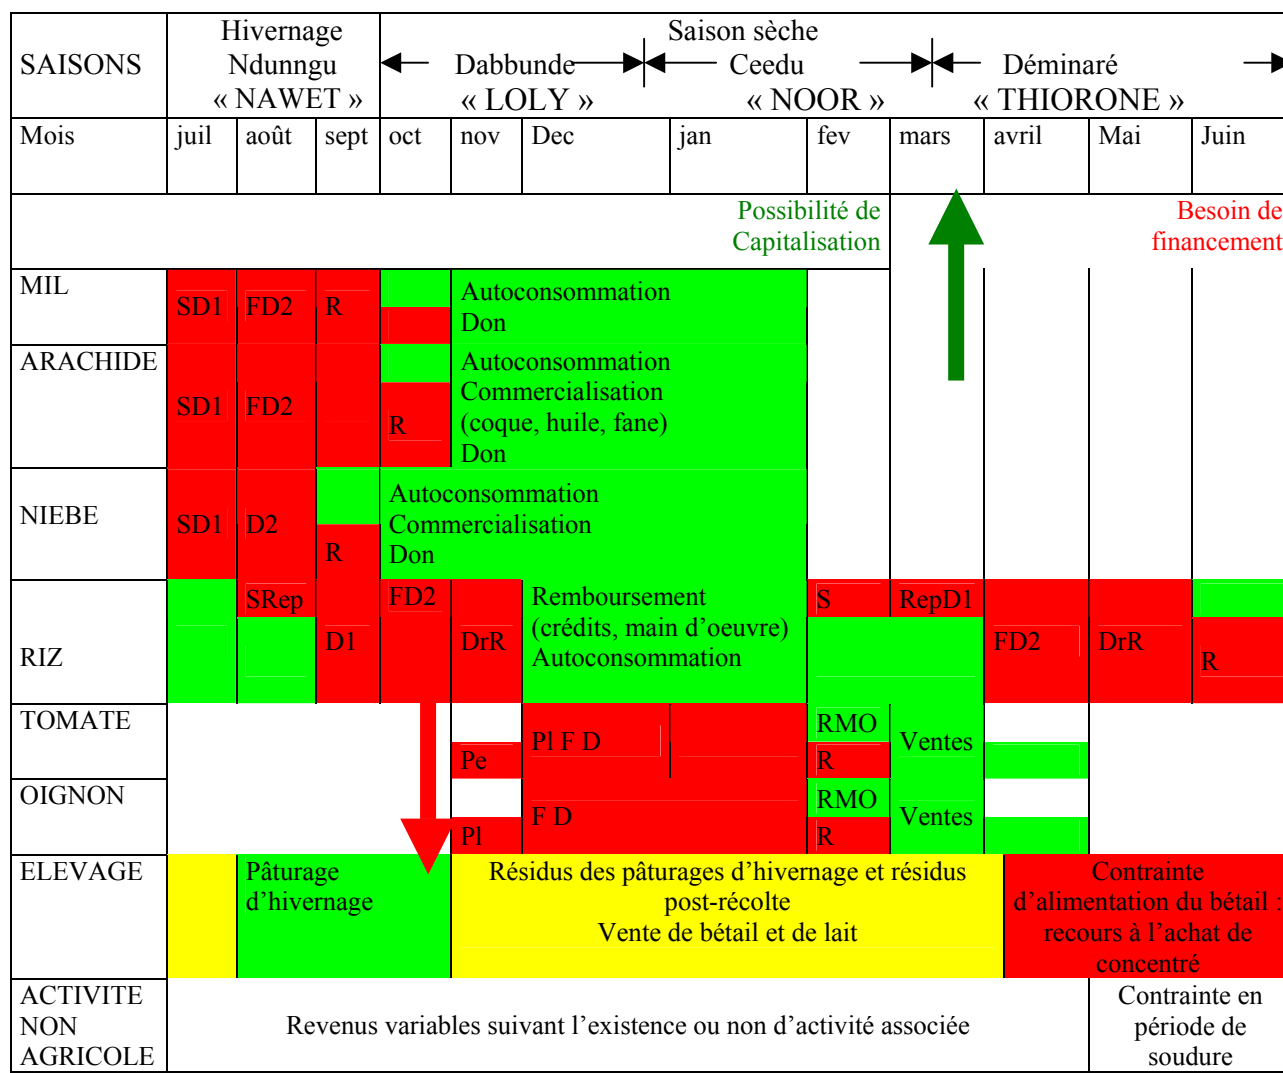 Hivernage
Saison sèche
SAISONS Ndunngu Dabbunde Ceedu Déminaré
« NAWET » « LOLY » « NOOR » « THIORONE »
Mois juil août sept oct nov Dec jan fev mars avril Mai Juin
Possibilité de
Capitalisation
Besoin de
financement
MIL
SD1 FD2 R
Autoconsommation
Don
ARACHIDE
SD1 FD2
R
Autoconsommation
Commercialisation
(coque, huile, fane)
Don
NIEBE
SD1 D2
R
Autoconsommation
Commercialisation
Don
RIZ
SRep
D1
FD2
DrR
Remboursement
(crédits, main d’oeuvre)
Autoconsommation
S RepD1
FD2 DrR
R
TOMATE
Pe
Pl F D
RMO
R
Ventes
OIGNON
Pl
F D
RMO
R
Ventes
ELEVAGE
Pâturage
d’hivernage
Résidus des pâturages d’hivernage et résidus
post-récolte
Vente de bétail et de lait
Contrainte
d’alimentation du bétail :
recours à l’achat de
concentré
ACTIVITE
NON
AGRICOLE
Revenus variables suivant l’existence ou non d’activité associée
Contrainte en
période de
soudure